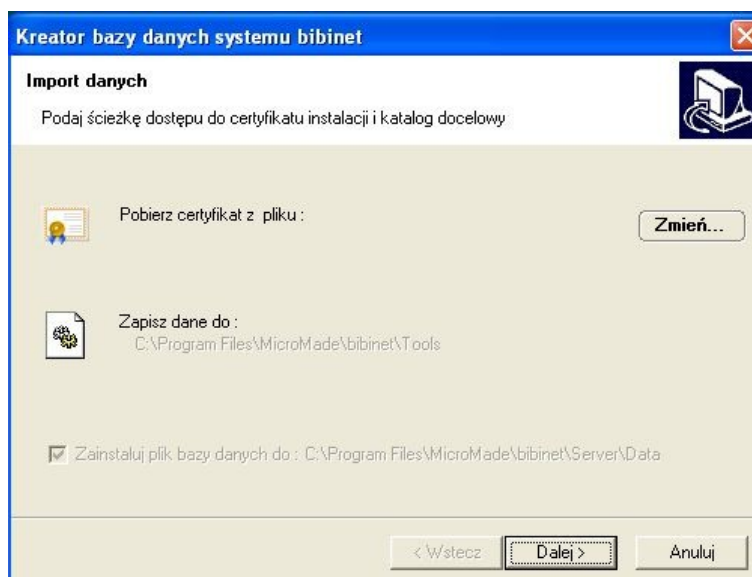 Kreator bazy danych systemu bibinet
Import danych
Podaj ścieżkę dostępu do certyfikatu instalacji i katalog docelowy
Pobierz certyfikat z pliku :
Zmień...
Zapisz dane do :
C:\Program Files\MicroMade\bibinet\Tools
Zainstaluj plik bazy danych do : C:\Program Files\MicroMade\bibinet\Server\Data
< Wstecz
Dalej >
Anuluj